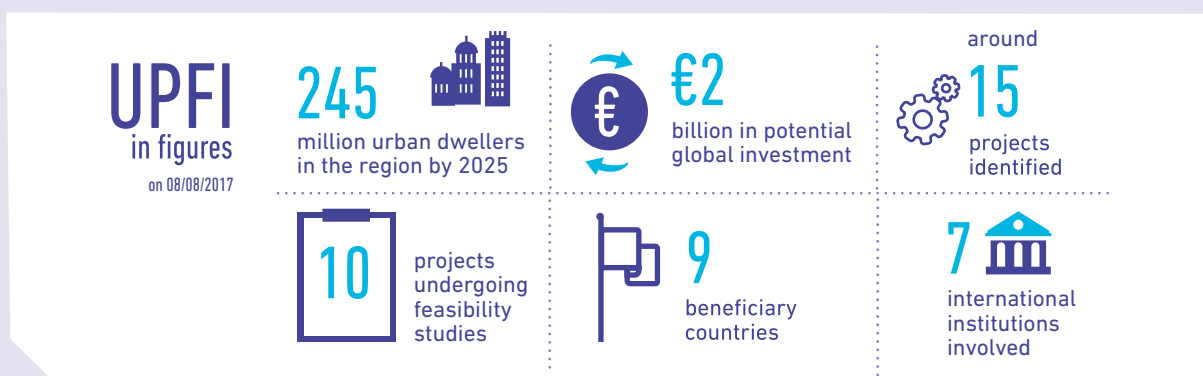 UPFI
in figures
on 08/08/2017
245
million urban dwellers
in the region by 2025
€
€2
billion in potential
global investment
around
15
projects
identified
10
projects
undergoing
feasibility
studies
9
beneficiary
countries
7
international
institutions
involved